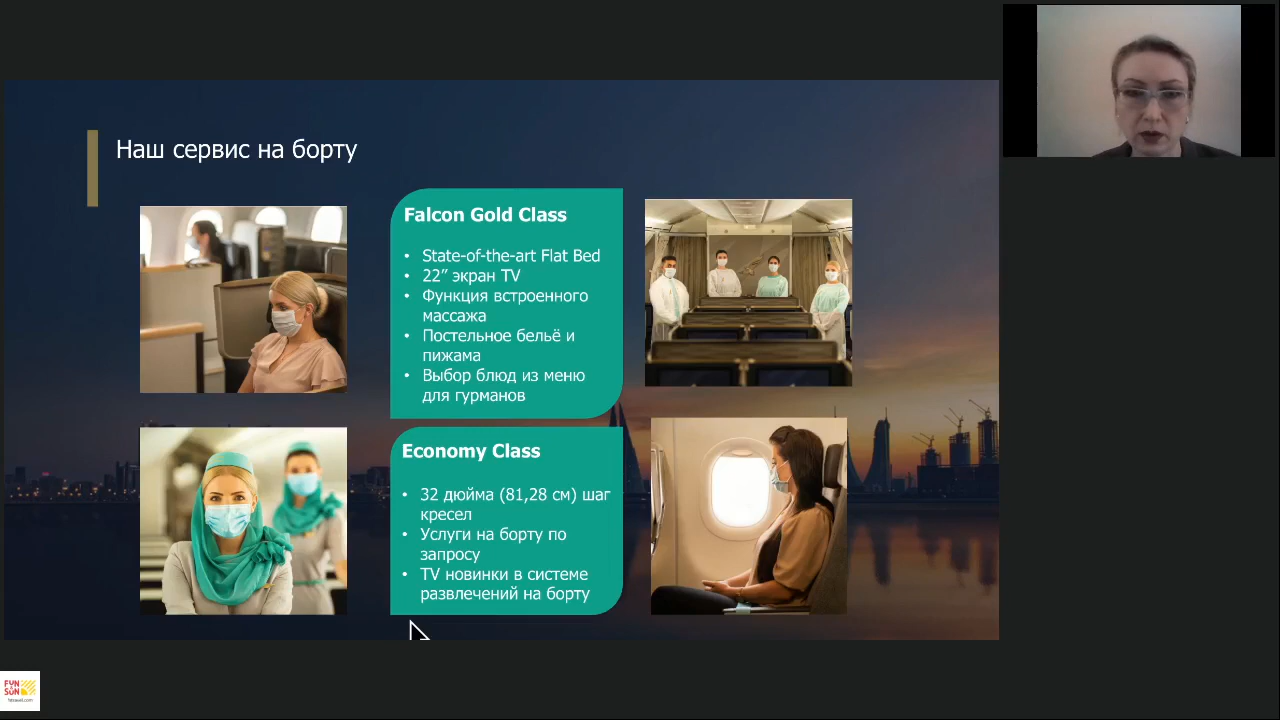 Наш сервис на борту
Falcon Gold Class
• State-of-the-art Flat Bed
• 22” экран TV
• Функция встроенного
массажа
• Постельное бельё и
пижама
• Выбор блюд из меню
для гурманов
Economy Class
• 32 дюйма (81,28 см) шаг
кресел
• Услуги на борту по
запросу
• TV новинки в системе
развлечений на борту
FUN
SUN